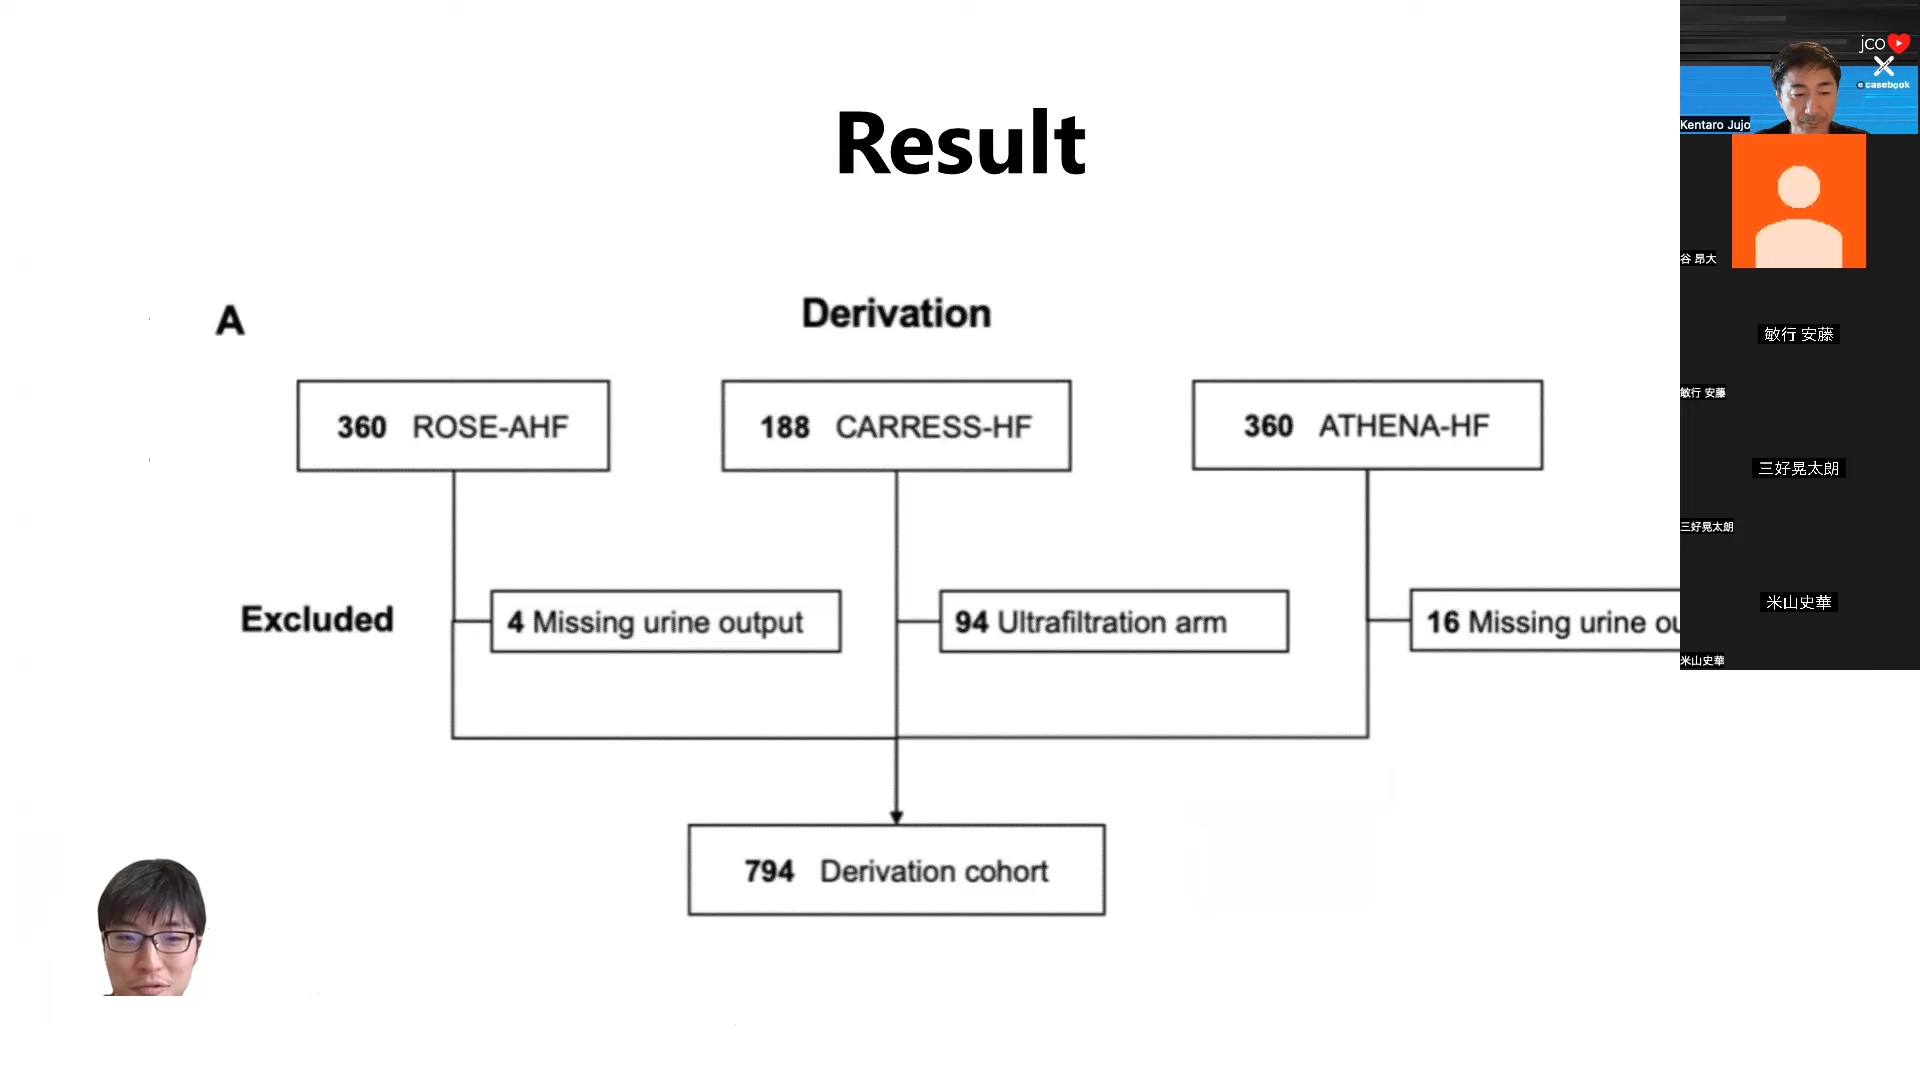 Result
A
Derivation
360 ROSE-AHF
188 CARRESS-HF
360 ATHENA-HF
Excluded
4 Missing urine output
94 Ultrafiltration arm
16 Missing urine ou
794 Derivation cohort
jco
e casebook
Kentaro Jujo
谷 昂大
敏行 安藤
敏行 安藤
三好晃太朗
三好晃太朗
米山史華
米山史華